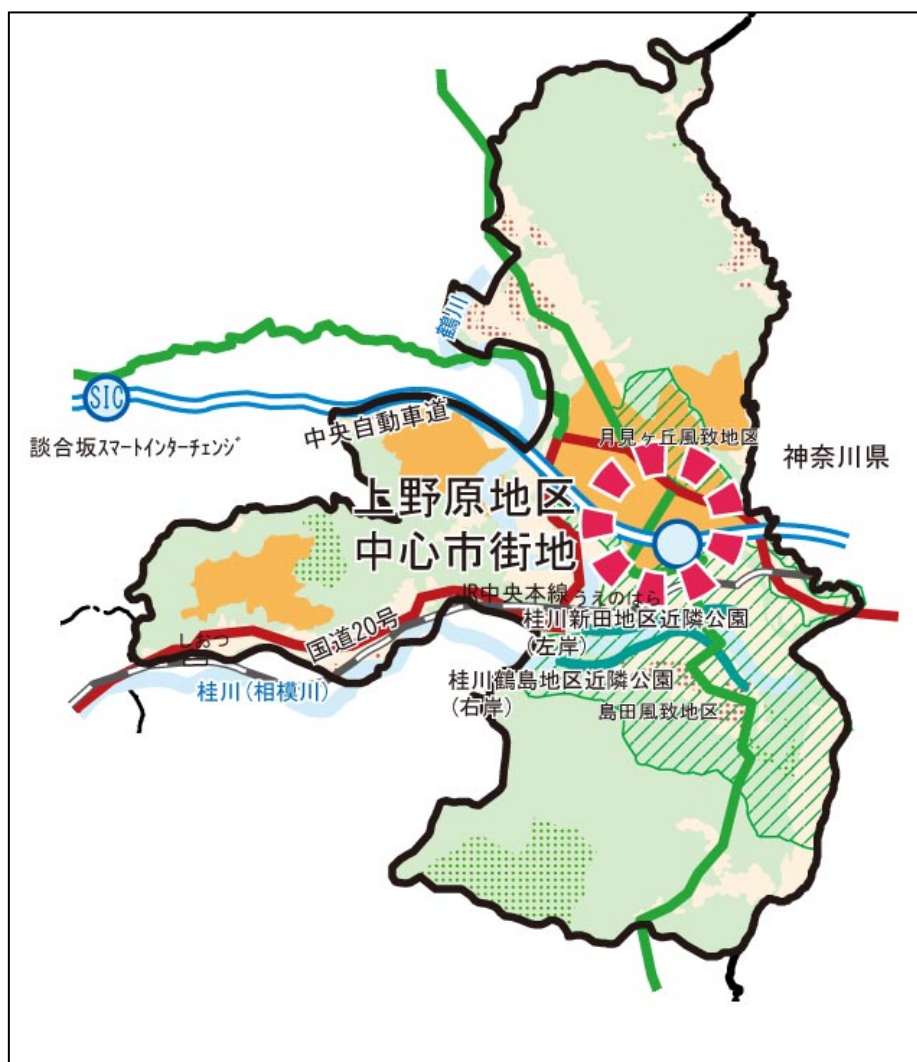 鶴川
SIC
談合坂スマートインターチェンジ
中央自動車道
月見ヶ丘風致地区
神奈川県
上野原地区
中心市街地
JR中央本線
うえのはら
国道20号
桂川新田地区近隣公園
(左岸)
しおつ
桂川(相模川)
桂川鶴島地区近隣公園
(右岸)
島田風致地区